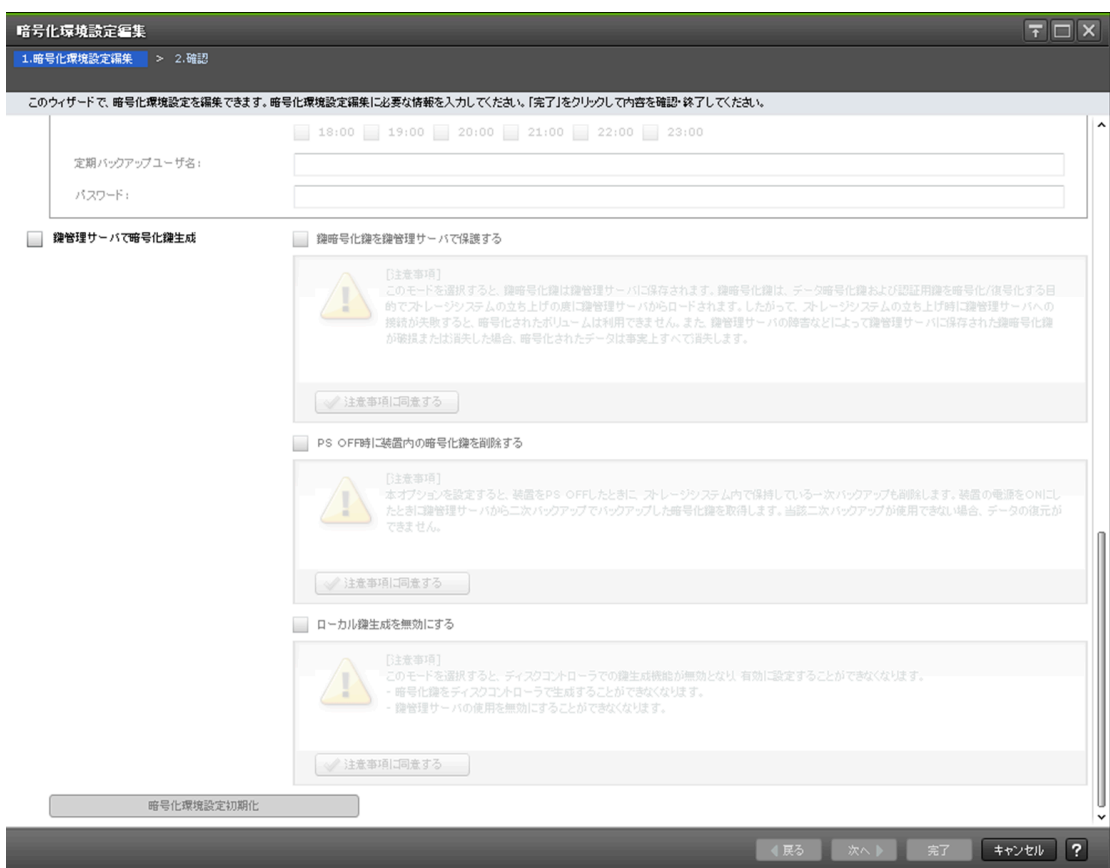 暗号化環境設定編集
1.暗号化環境設定編集 > 2.確認
このウィザードで、暗号化環境設定を編集できます。暗号化環境設定編集に必要な情報を入力してください。「完了」をクリックして内容を確認・終了してください。
18:00 19:00 20:00 21:00 22:00 23:00
定期バックアップユーザ名:
パスワード:
鍵管理サーバで暗号化鍵生成
鍵暗号化鍵を鍵管理サーバで保護する
[注意事項]
このモードを選択すると、鍵暗号化鍵は鍵管理サーバに保存されます。鍵暗号化鍵は、データ暗号化鍵および認証用鍵を暗号化/復号化する目
的でストレージシステムの立ち上げの度に鍵管理サーバからロードされます。したがって、ストレージシステムの立ち上げ時に鍵管理サーバへの
接続が失敗すると、暗号化されたボリュームは利用できません。また、鍵管理サーバの障害などによって鍵管理サーバに保存された鍵暗号化鍵
が破損または消失した場合、暗号化されたデータは事実上すべて消失します。
注意事項に同意する
PS OFF時に装置内の暗号化鍵を削除する
[注意事項]
本オプションを設定すると、装置をPS OFFしたときに、ストレージシステム内で保持している一次バックアップも削除します。装置の電源をONにし
たときに鍵管理サーバから二次バックアップでバックアップした暗号化鍵を取得します。当該二次バックアップが使用できない場合、データの復元が
できません。
注意事項に同意する
ローカル鍵生成を無効にする
[注意事項]
このモードを選択すると、ディスクコントローラでの鍵生成機能が無効となり、有効に設定することができなくなります。
- 暗号化鍵をディスクコントローラで生成することができなくなります。
- 鍵管理サーバの使用を無効にすることができなくなります。
注意事項に同意する
暗号化環境設定初期化
戻る 次へ 完了 キャンセル ?